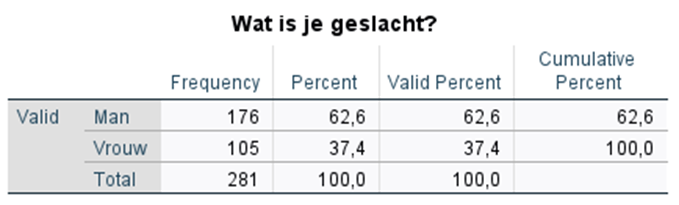 Wat is je geslacht?
Frequency Percent Valid Percent Cumulative Percent
Valid Man 176 62,6 62,6 62,6
Vrouw 105 37,4 37,4 100,0
Total 281 100,0 100,0